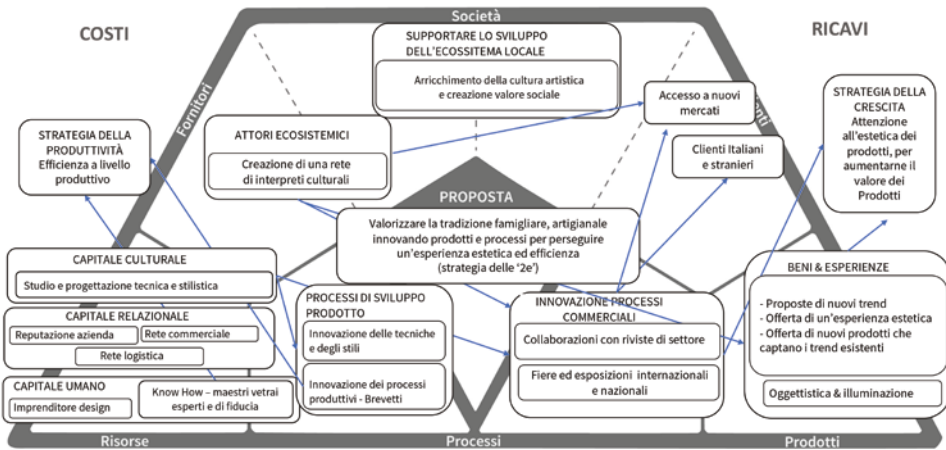 Società
COSTI
RICAVI
SUPPORTARE LO SVILUPPO
DELL'ECOSSITEMA LOCALE
Arricchimento della cultura artistica
e creazione valore sociale
Fornitori
Accesso a nuovi
mercati
STRATEGIA DELLA
CRESCITA
Attenzione
all'estetica dei
prodotti, per
aumentarne il
valore dei
Prodotti
STRATEGIA DELLA
PRODUTTIVITÀ
Efficienza a livello
produttivo
ATTORI ECOSISTEMICI
Creazione di una rete
di interpreti culturali
Clienti Italiani
e stranieri
PROPOSTA
Valorizzare la tradizione famigliare, artigianale
innovando prodotti e processi per perseguire
un'esperienza estetica ed efficienza
(strategia delle '2e')
CAPITALE CULTURALE
Studio e progettazione tecnica e stilistica
CAPITALE RELAZIONALE
Reputazione azienda
Rete commerciale
Rete logistica
CAPITALE UMANO
Imprenditore design
Know How – maestri vetrai
esperti e di fiducia
PROCESSI DI SVILUPPO
PRODOTTO
Innovazione delle tecniche
e degli stili
Innovazione dei processi
produttivi - Brevetti
INNOVAZIONE PROCESSI
COMMERCIALI
Collaborazioni con riviste di settore
Fiere ed esposizioni internazionali
e nazionali
BENI & ESPERIENZE
- Proposte di nuovi trend
- Offerta di un'esperienza estetica
- Offerta di nuovi prodotti che
captano i trend esistenti
Oggettistica & illuminazione
Risorse
Processi
Prodotti